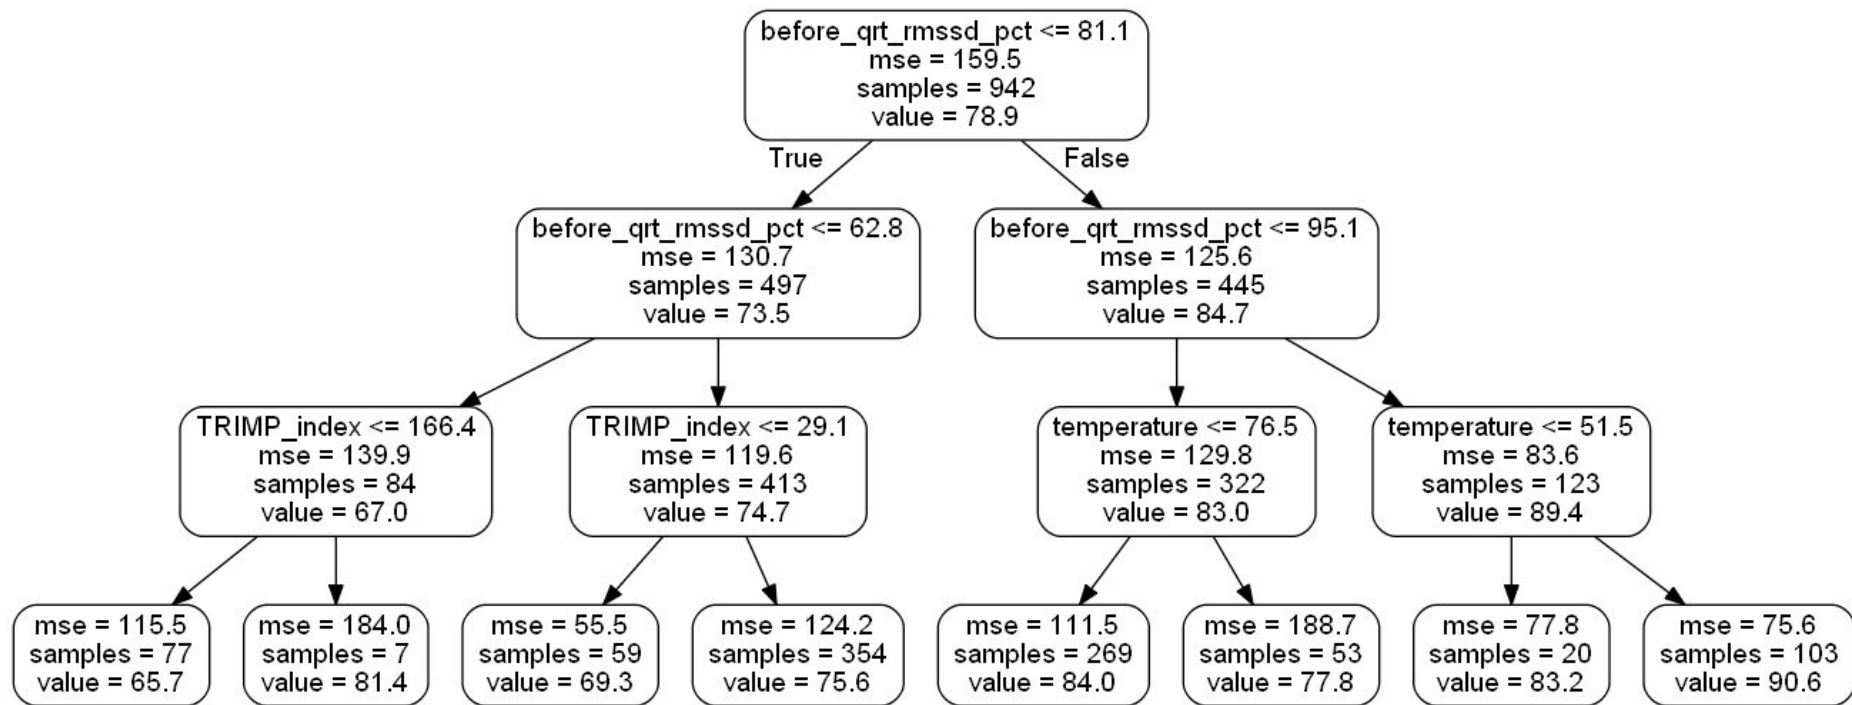 before_qrt_rmssd_pct <= 81.1
mse = 159.5
samples = 942
value = 78.9
True
False
before_qrt_rmssd_pct <= 62.8
mse = 130.7
samples = 497
value = 73.5
before_qrt_rmssd_pct <= 95.1
mse = 125.6
samples = 445
value = 84.7
TRIMP_index <= 166.4
mse = 139.9
samples = 84
value = 67.0
TRIMP_index <= 29.1
mse = 119.6
samples = 413
value = 74.7
temperature <= 76.5
mse = 129.8
samples = 322
value = 83.0
temperature <= 51.5
mse = 83.6
samples = 123
value = 89.4
mse = 115.5
samples = 77
value = 65.7
mse = 184.0
samples = 7
value = 81.4
mse = 55.5
samples = 59
value = 69.3
mse = 124.2
samples = 354
value = 75.6
mse = 111.5
samples = 269
value = 84.0
mse = 188.7
samples = 53
value = 77.8
mse = 77.8
samples = 20
value = 83.2
mse = 75.6
samples = 103
value = 90.6